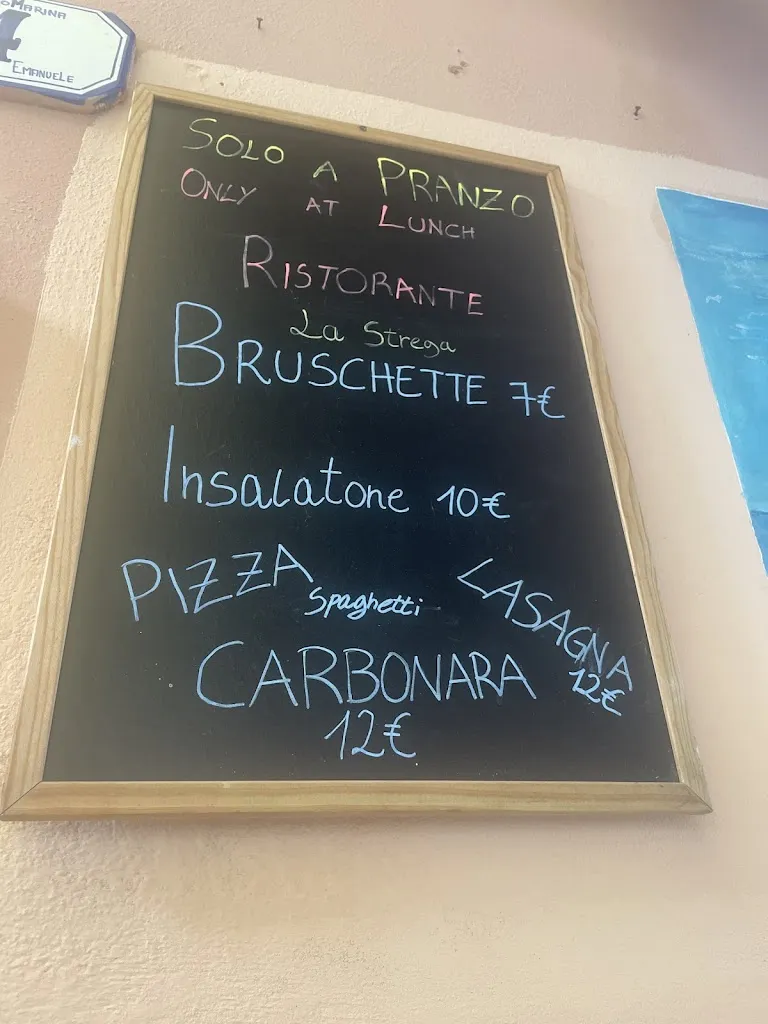 EMANUELE
SOLO A PRANZO
ONLY AT LUNCH
RISTORANTE
La Strega
BRUSCHETTE 7€
Insalatone 10€
PIZZA
Spaghetti
CARBONARA
12€
LASAGNA
12€